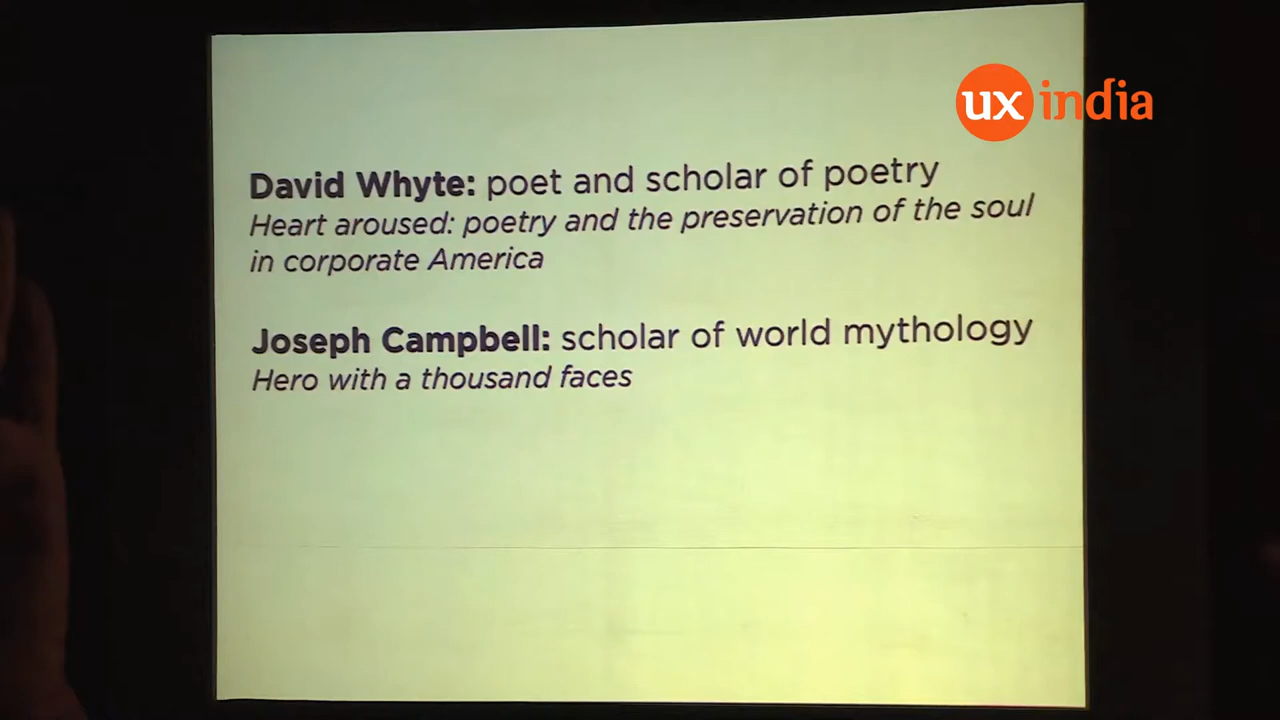 ux india
David Whyte: poet and scholar of poetry
Heart aroused: poetry and the preservation of the soul
in corporate America
Joseph Campbell: scholar of world mythology
Hero with a thousand faces